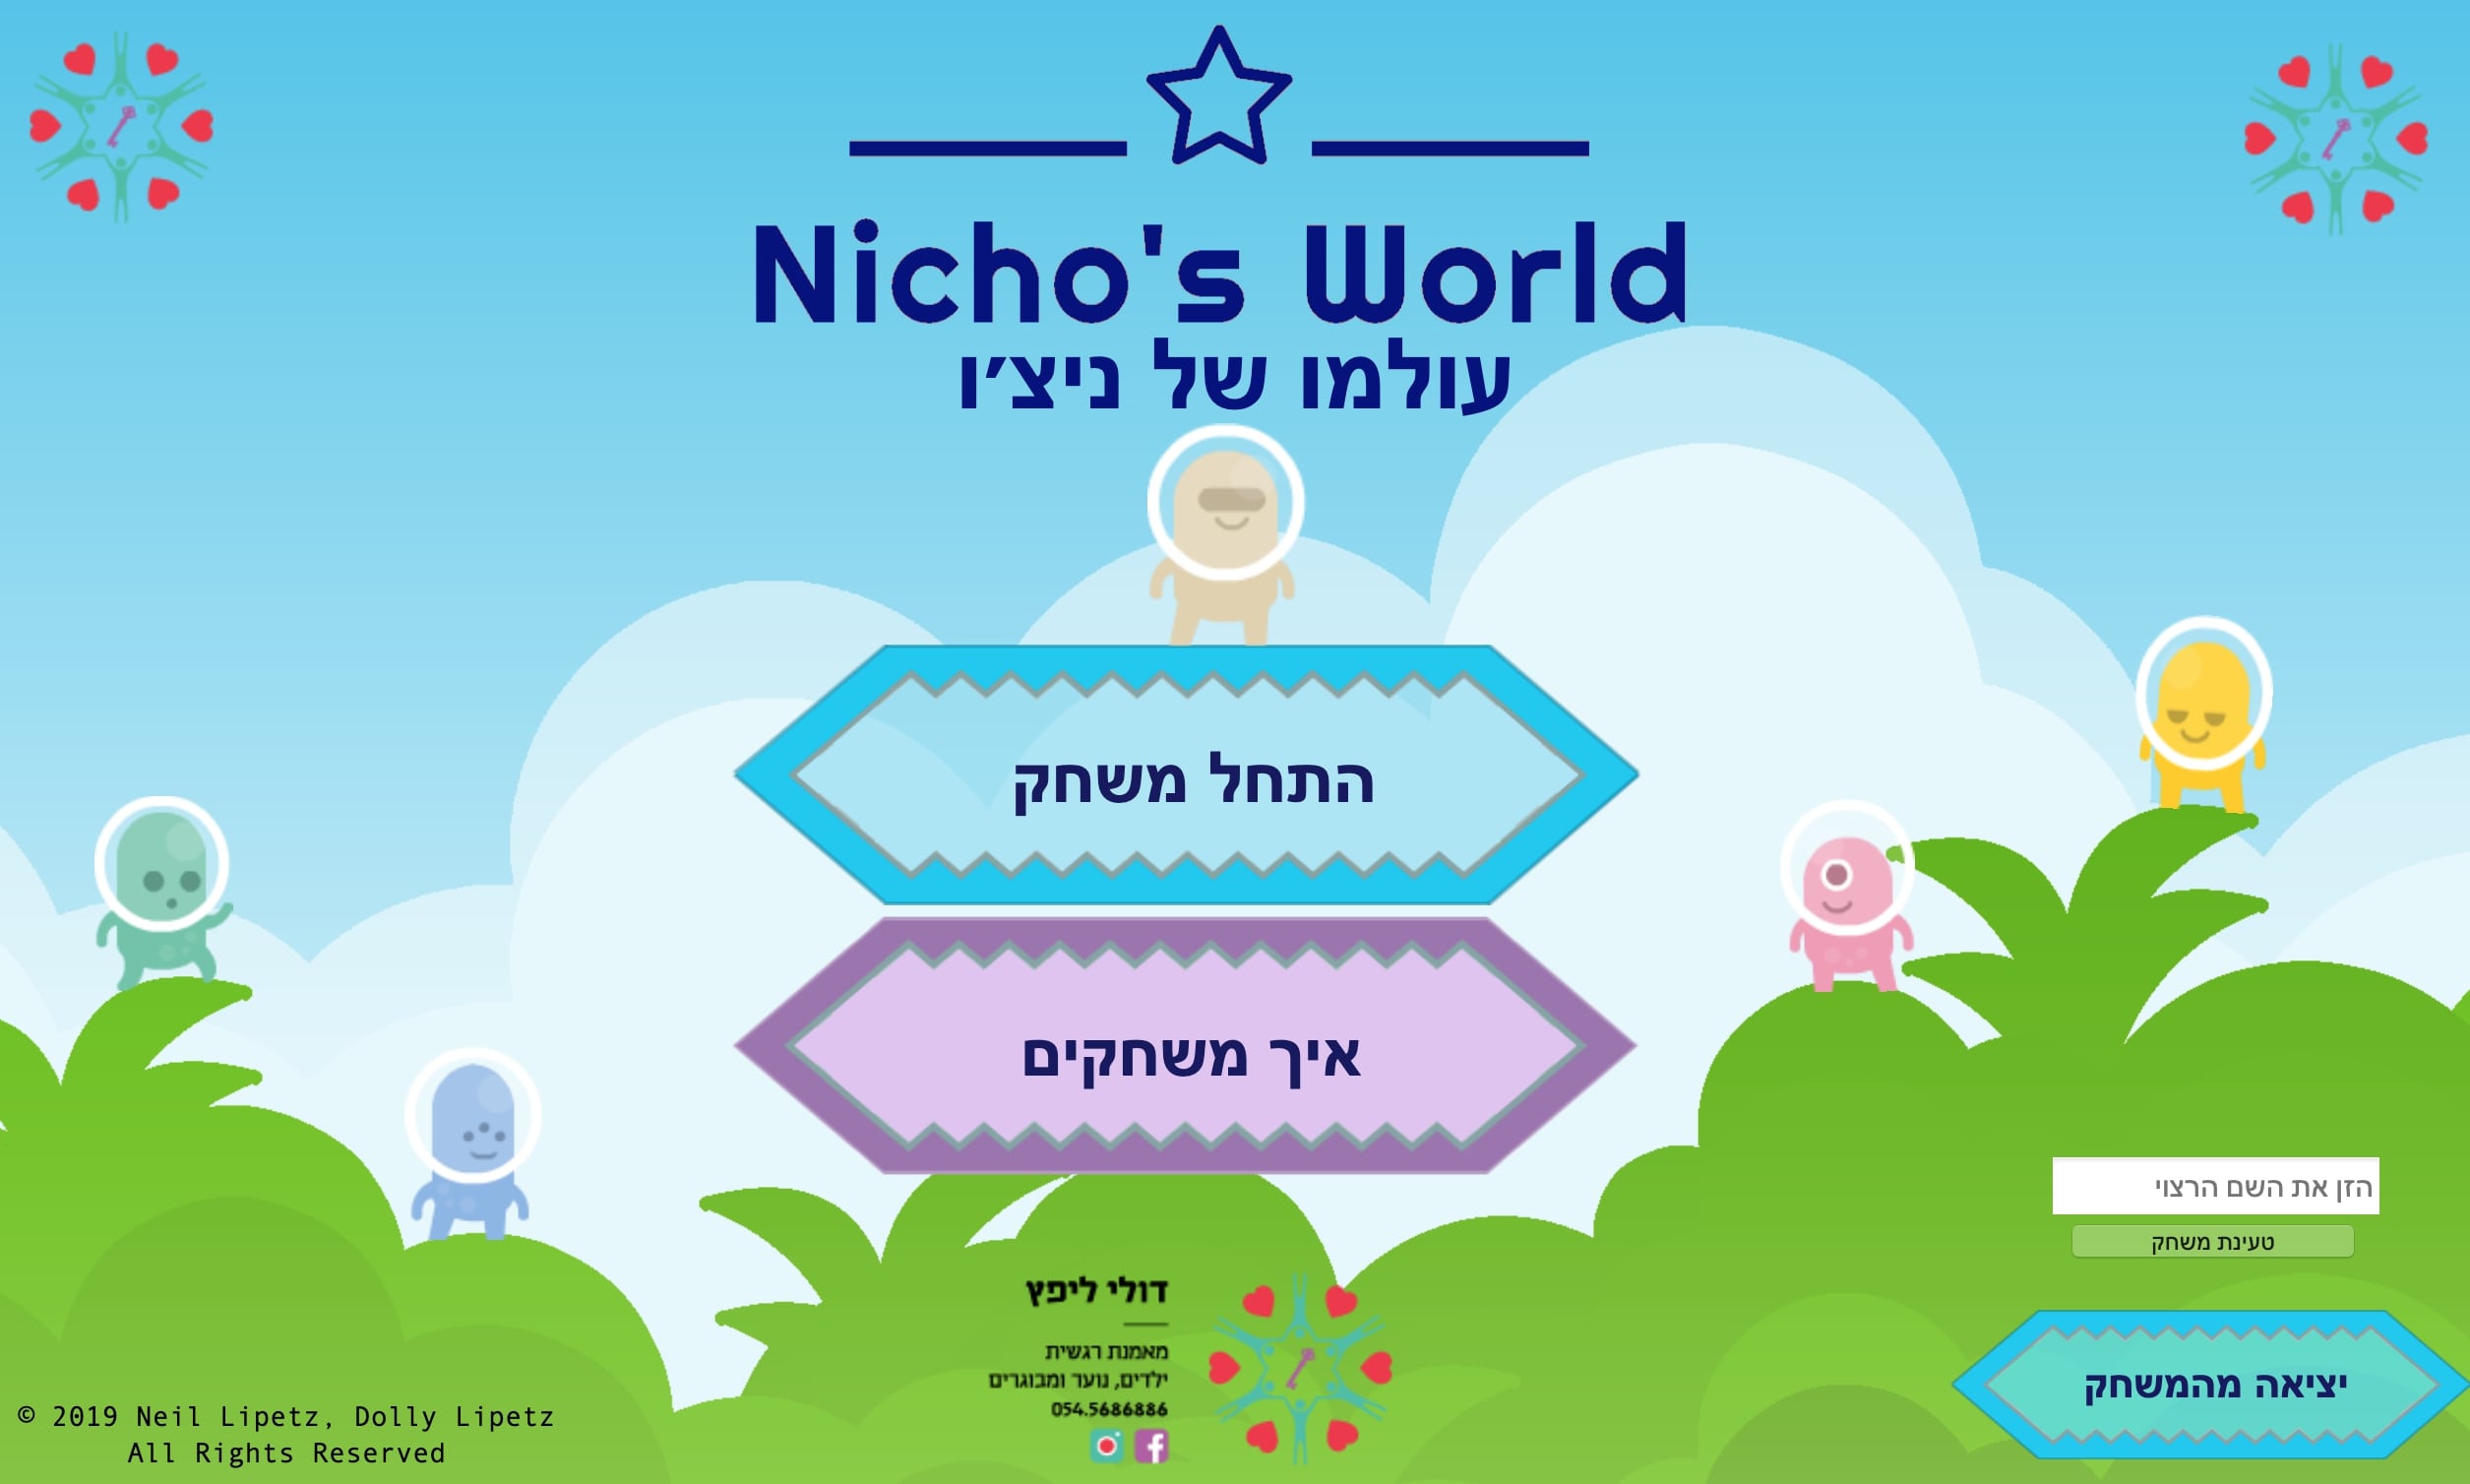 Nicho's World
עולמו של ניצ׳ו
התחל משחק
איך משחקים
הזן את השם הרצוי
טעינת משחק
יציאה מהמשחק
דולי ליפץ
מאמנת רגשית
ילדים, נוער ומבוגרים
054.5686886
© 2019 Neil Lipetz, Dolly Lipetz
All Rights Reserved